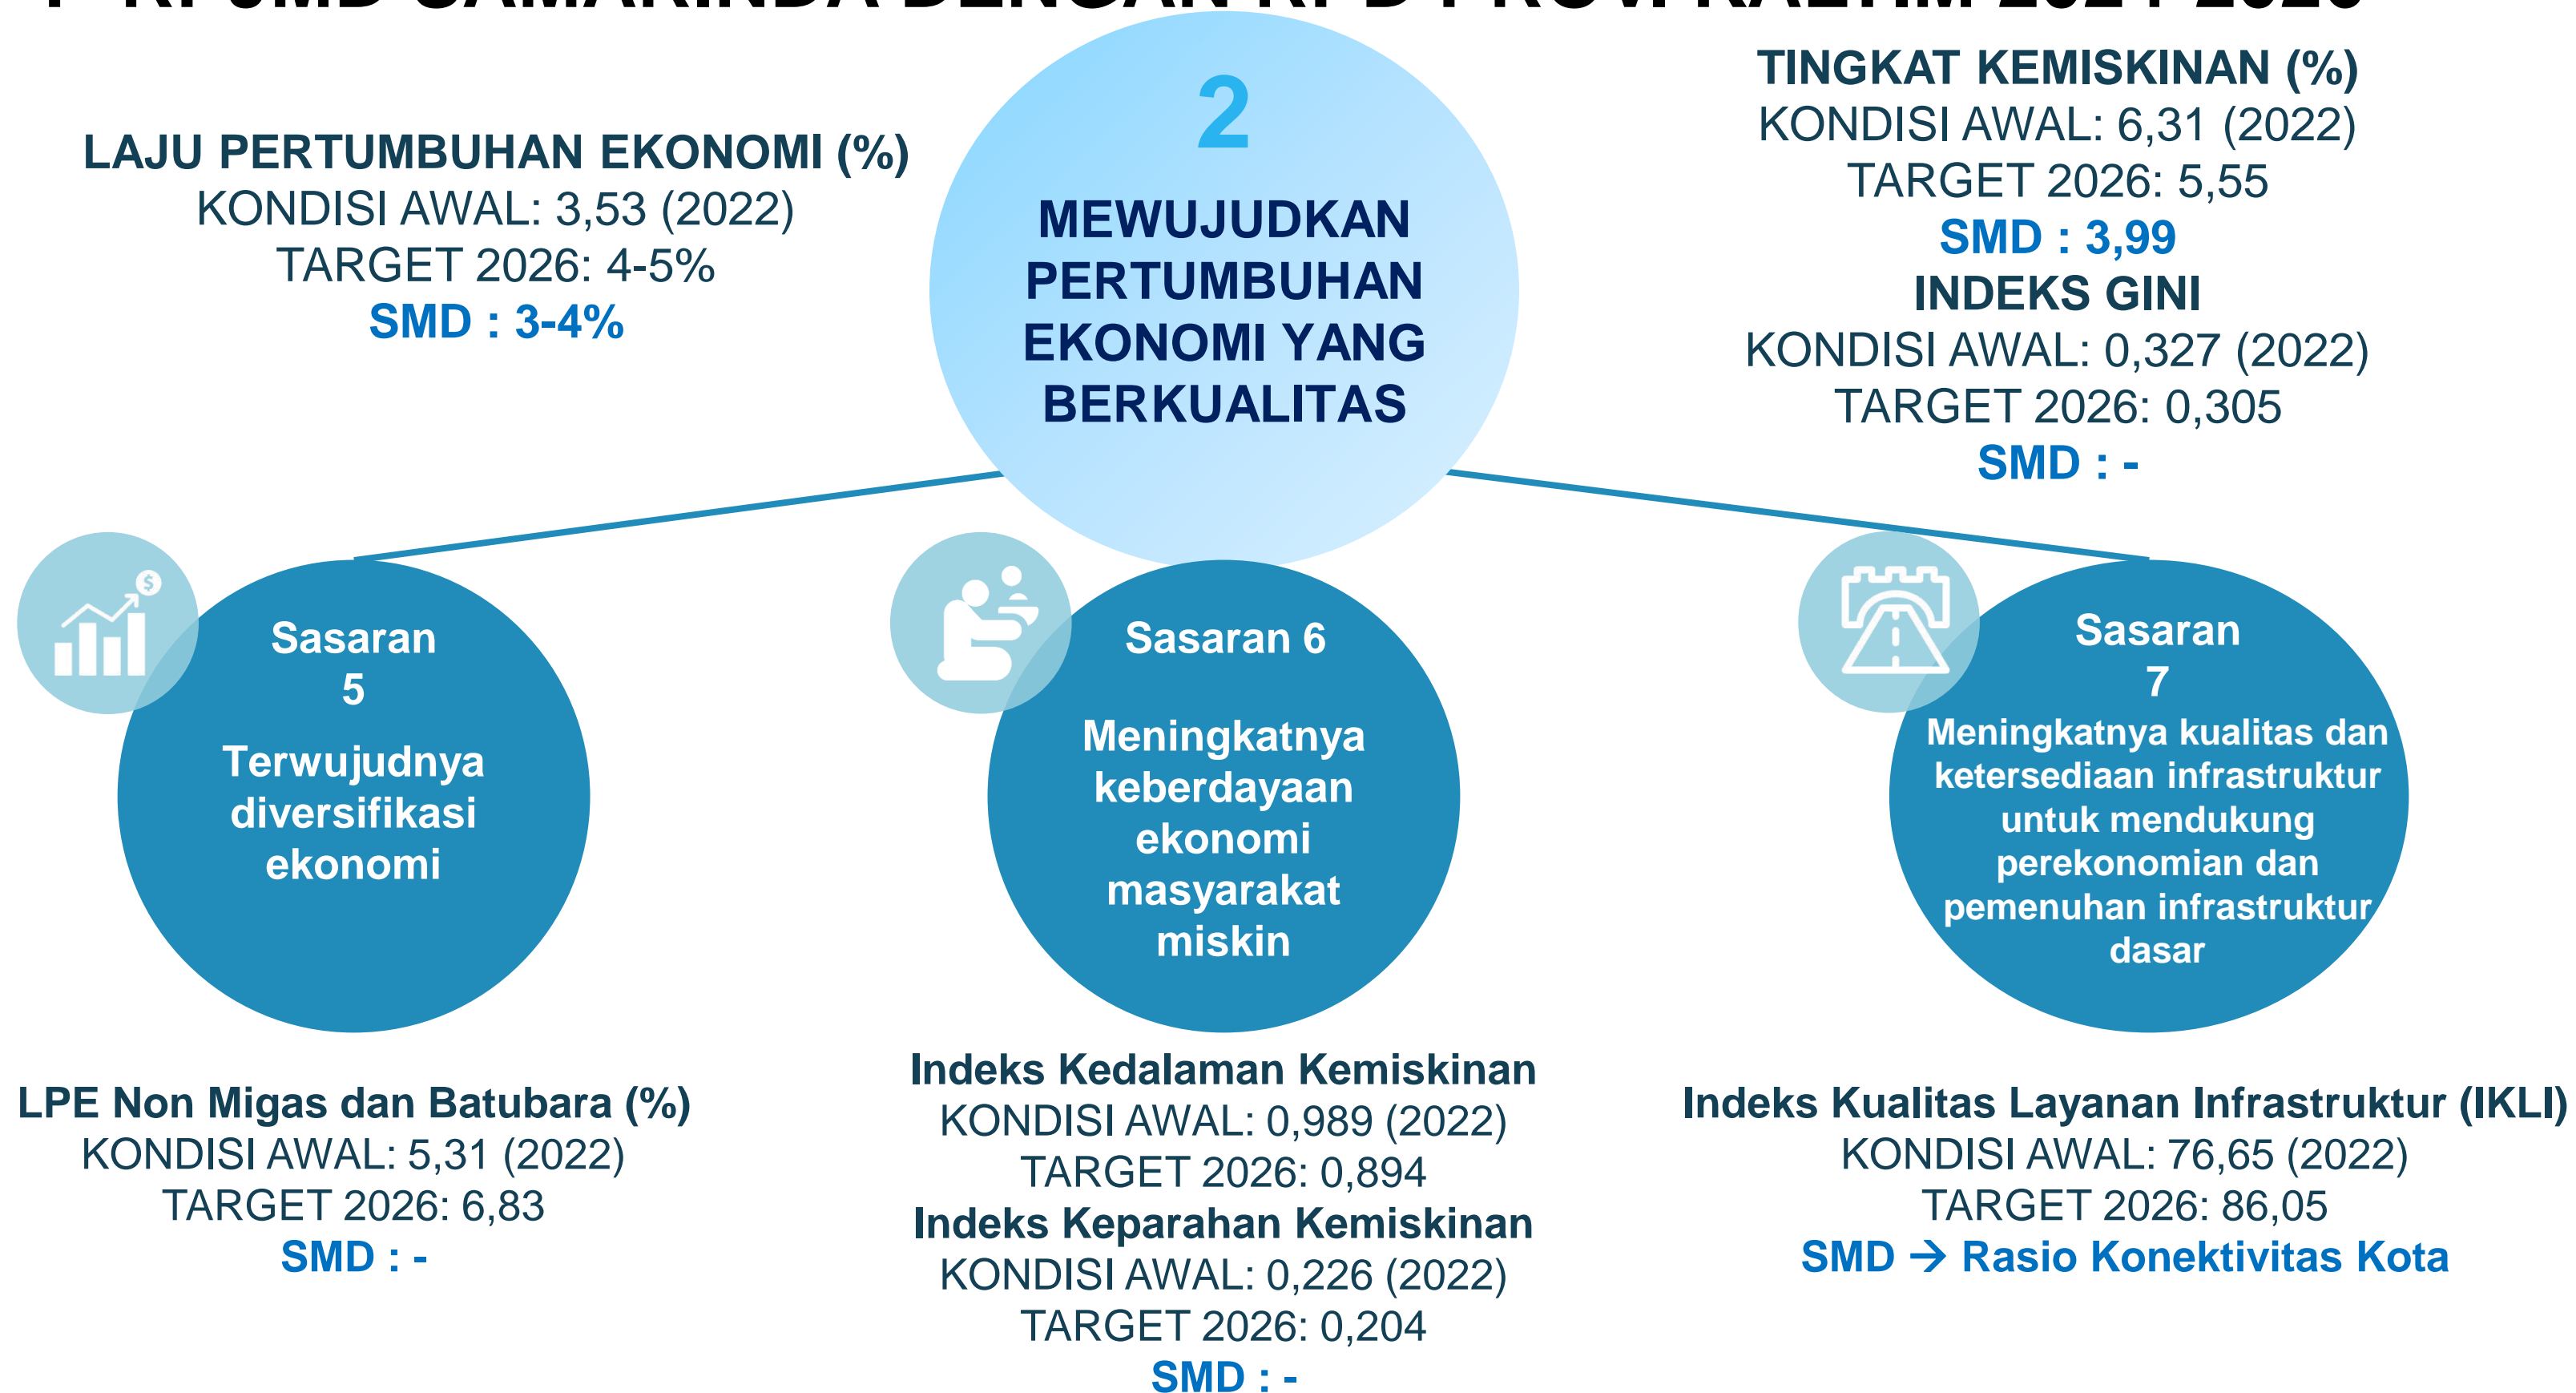 LAJU PERTUMBUHAN EKONOMI (%)
KONDISI AWAL: 3,53 (2022)
TARGET 2026: 4-5%
SMD : 3-4%
2
MEWUJUDKAN
PERTUMBUHAN
EKONOMI YANG
BERKUALITAS
TINGKAT KEMISKINAN (%)
KONDISI AWAL: 6,31 (2022)
TARGET 2026: 5,55
SMD : 3,99
INDEKS GINI
KONDISI AWAL: 0,327 (2022)
TARGET 2026: 0,305
SMD : -
$
Sasaran
5
Terwujudnya
diversifikasi
ekonomi
LPE Non Migas dan Batubara (%)
KONDISI AWAL: 5,31 (2022)
TARGET 2026: 6,83
SMD : -
Sasaran 6
Meningkatnya
keberdayaan
ekonomi
masyarakat
miskin
Indeks Kedalaman Kemiskinan
KONDISI AWAL: 0,989 (2022)
TARGET 2026: 0,894
Indeks Keparahan Kemiskinan
KONDISI AWAL: 0,226 (2022)
TARGET 2026: 0,204
SMD : -
Sasaran
7
Meningkatnya kualitas dan
ketersediaan infrastruktur
untuk mendukung
perekonomian dan
pemenuhan infrastruktur
dasar
Indeks Kualitas Layanan Infrastruktur (IKLI)
KONDISI AWAL: 76,65 (2022)
TARGET 2026: 86,05
SMD → Rasio Konektivitas Kota